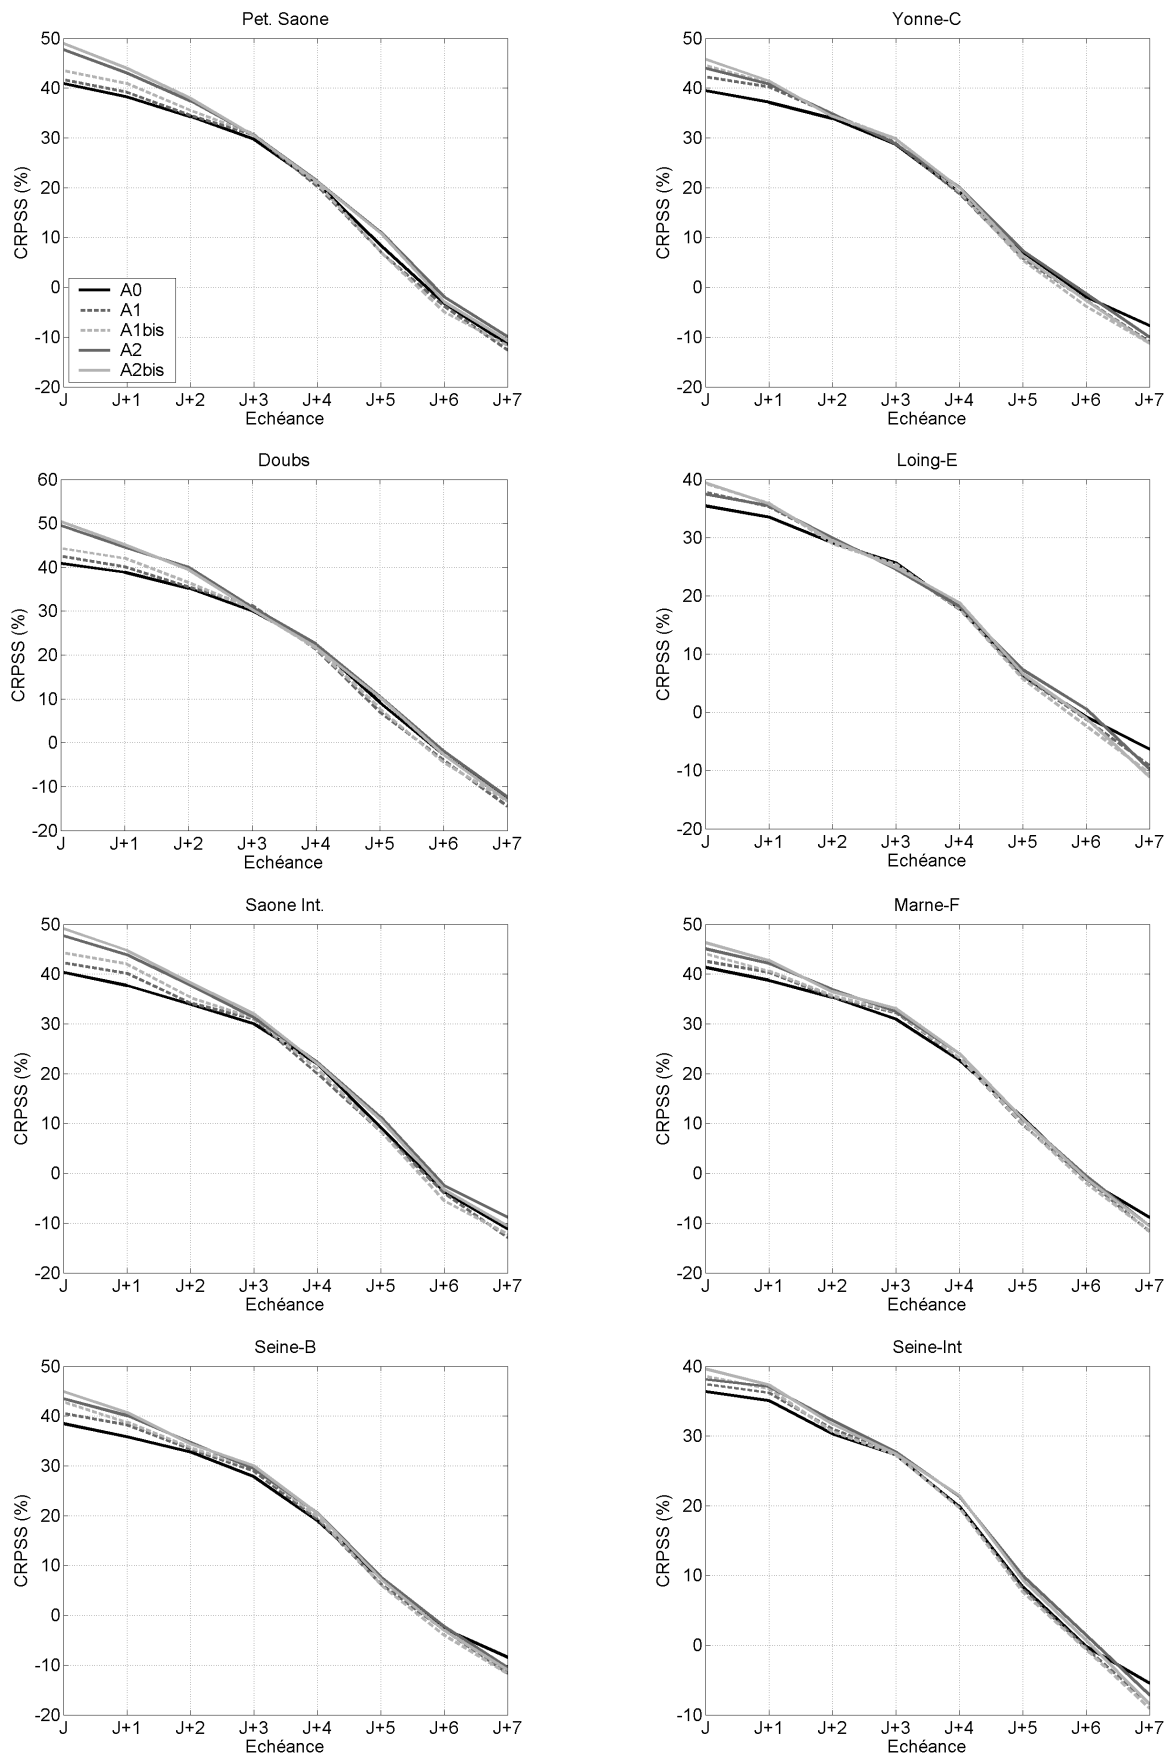 Pet. Saone
50
40
30
20
10
0
-10
-20
CRPSS (%)
A0
A1
A1bis
A2
A2bis
J J+1 J+2 J+3 J+4 J+5 J+6 J+7
Echéance
Yonne-C
50
40
30
20
10
0
-10
-20
CRPSS (%)
J J+1 J+2 J+3 J+4 J+5 J+6 J+7
Echéance
Doubs
60
50
40
30
20
10
0
-10
-20
CRPSS (%)
J J+1 J+2 J+3 J+4 J+5 J+6 J+7
Echéance
Loing-E
40
30
20
10
0
-10
-20
CRPSS (%)
J J+1 J+2 J+3 J+4 J+5 J+6 J+7
Echéance
Saone Int.
50
40
30
20
10
0
-10
-20
CRPSS (%)
J J+1 J+2 J+3 J+4 J+5 J+6 J+7
Echéance
Marne-F
50
40
30
20
10
0
-10
-20
CRPSS (%)
J J+1 J+2 J+3 J+4 J+5 J+6 J+7
Echéance
Seine-B
50
40
30
20
10
0
-10
-20
CRPSS (%)
J J+1 J+2 J+3 J+4 J+5 J+6 J+7
Echéance
Seine-Int
40
30
20
10
0
-10
CRPSS (%)
J J+1 J+2 J+3 J+4 J+5 J+6 J+7
Echéance